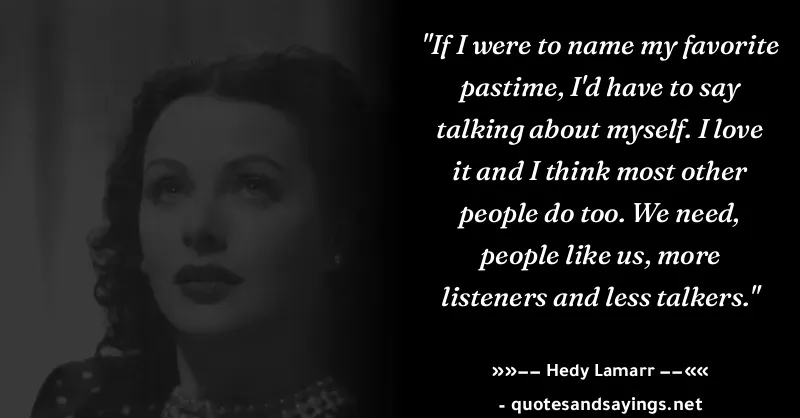 "If I were to name my favorite
pastime, I'd have to say
talking about myself. I love
it and I think most other
people do too. We need,
people like us, more
listeners and less talkers."
»»–– Hedy Lamarr ––««
- quotesandsayings.net